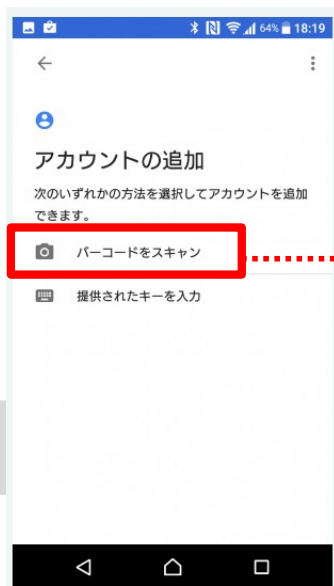 64% 18:19
アカウントの追加
次のいずれかの方法を選択してアカウントを追加
できます。
バーコードをスキャン
提供されたキーを入力